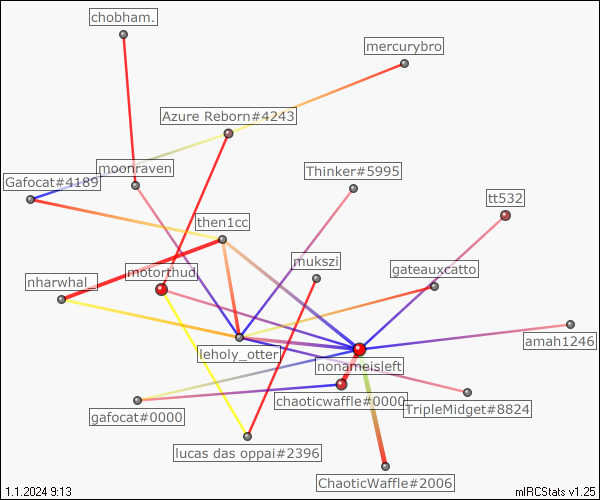 chobham.
mercurybro
Azure Reborn#4243
moonraven
Thinker#5995
Gafocat#4189
tt532
then1cc
mukszi
motorthud
gateauxcatto
nharwhal_
amah1246
leholy_otter
nonameisleft
chaoticwaffle#0000
TripleMidget#8824
gafocat#0000
lucas das oppai#2396
ChaoticWaffle#2006
1.1.2024 9:13
mIRCStats v1.25